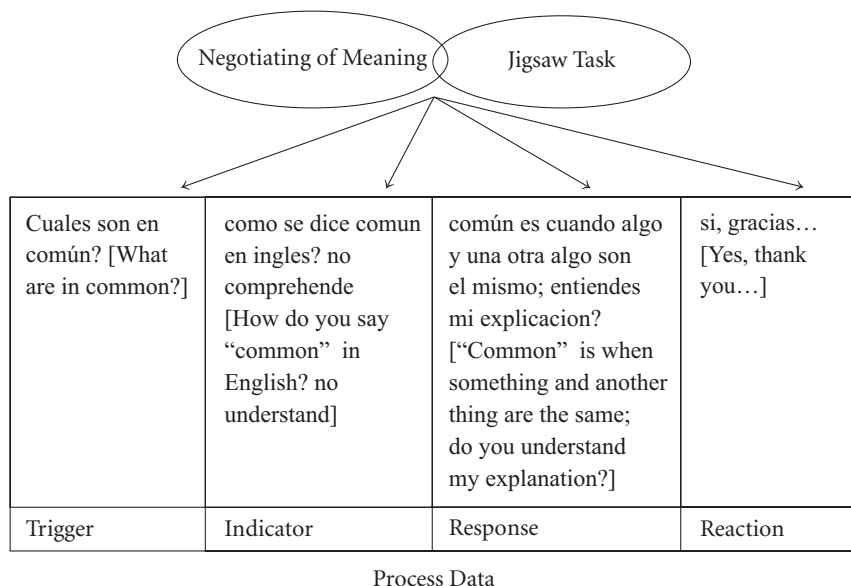 Negotiating of Meaning
Jigsaw Task
Cuales son en
común? [What
are in common?]
como se dice comun
en ingles? no
comprehende
[How do you say
“common” in
English? no
understand]
común es cuando algo
y una otra algo son
el mismo; entiendes
mi explicacion?
[“Common” is when
something and another
thing are the same;
do you understand
my explanation?]
si, gracias…
[Yes, thank
you…]
Trigger
Indicator
Response
Reaction
Process Data